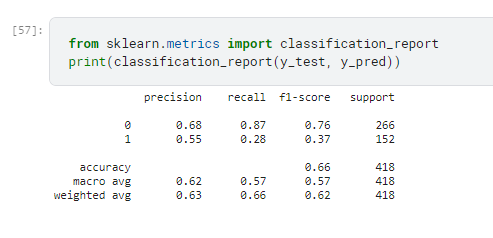 [57]:
from sklearn.metrics import classification_report
print(classification_report(y_test, y_pred))
precision recall f1-score support
0 0.68 0.87 0.76 266
1 0.55 0.28 0.37 152
accuracy 0.66 418
macro avg 0.62 0.57 0.57 418
weighted avg 0.63 0.66 0.62 418